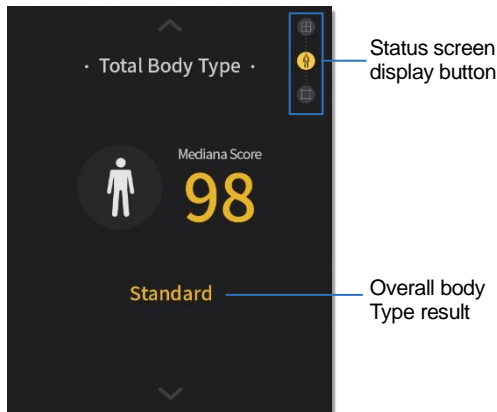 · Total Body Type ·
Status screen
display button
Mediana Score
98
Standard
Overall body
Type result